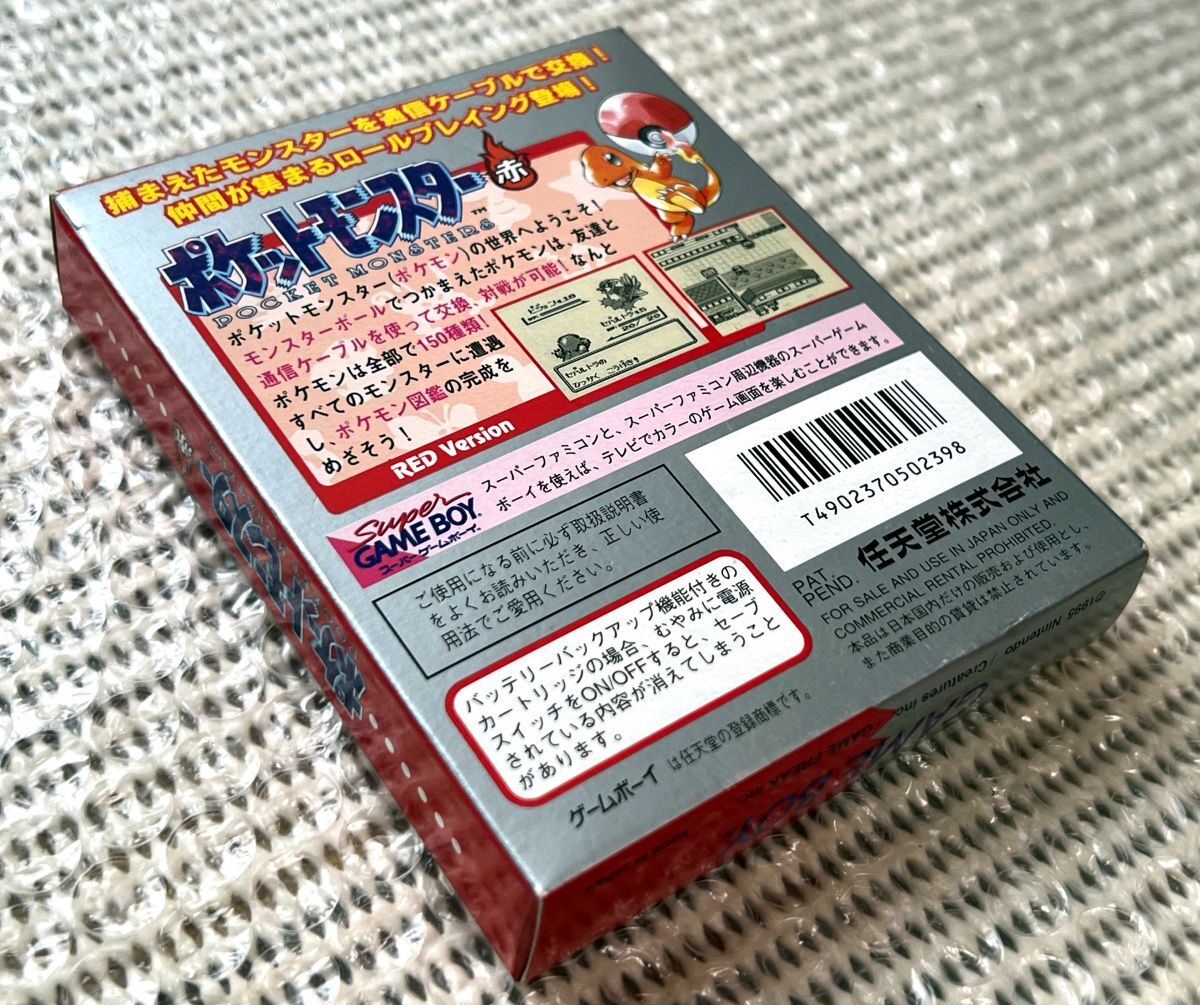 捕まえたモンスターを通信ケーブルで交換!
仲間が集まるロールプレイング登場!
ポケットモンスター 赤
POCKET MONSTERS™
ポケットモンスター(ポケモン)の世界へようこそ!
モンスターボールでつかまえたポケモンは、友達と
通信ケーブルを使って交換、対戦が可能!なんと
ポケモンは全部で150種類!
すべてのモンスターに遭遇
し、ポケモン図鑑の完成を
めざそう!
RED Version
Super
GAME BOY
スーパーゲームボーイ
スーパーファミコンと、スーパーファミコン周辺機器のスーパーゲーム
ボーイを使えば、テレビでカラーのゲーム画面を楽しむことができます。
ご使用になる前に必ず取扱説明書
をよくお読みいただき、正しい使
用法でご愛用ください。
バッテリーバックアップ機能付きの
カートリッジの場合、むやみに電源
スイッチをON/OFFすると、セーブ
されている内容が消えてしまうこと
があります。
ゲームボーイ は任天堂の登録商標です。
T4902370502398
任天堂株式会社
PAT.
PEND.
FOR SALE AND USE IN JAPAN ONLY AND
COMMERCIAL RENTAL PROHIBITED.
本品は日本国内だけの販売および使用とし、
また商業目的の賃貸は禁止されています。
©1995 Nintendo / Creatures inc.
GAME FREAK inc.
GAME BOY
ポケットモンスター 赤